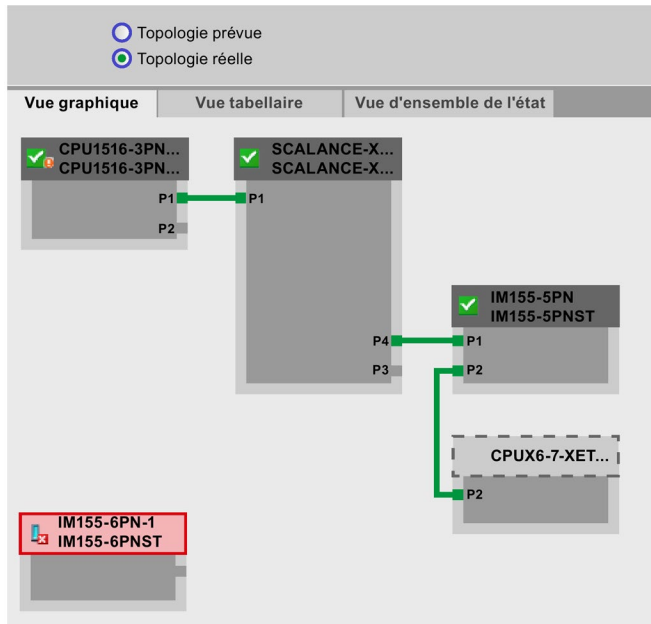 Topologie prévue
Topologie réelle
Vue graphique
Vue tabellaire
Vue d'ensemble de l'état
CPU1516-3PN...
CPU1516-3PN...
P1
P2
SCALANCE-X...
SCALANCE-X...
P1
P4
P3
IM155-5PN
IM155-5PNST
P1
P2
CPUX6-7-XET...
P2
IM155-6PN-1
IM155-6PNST